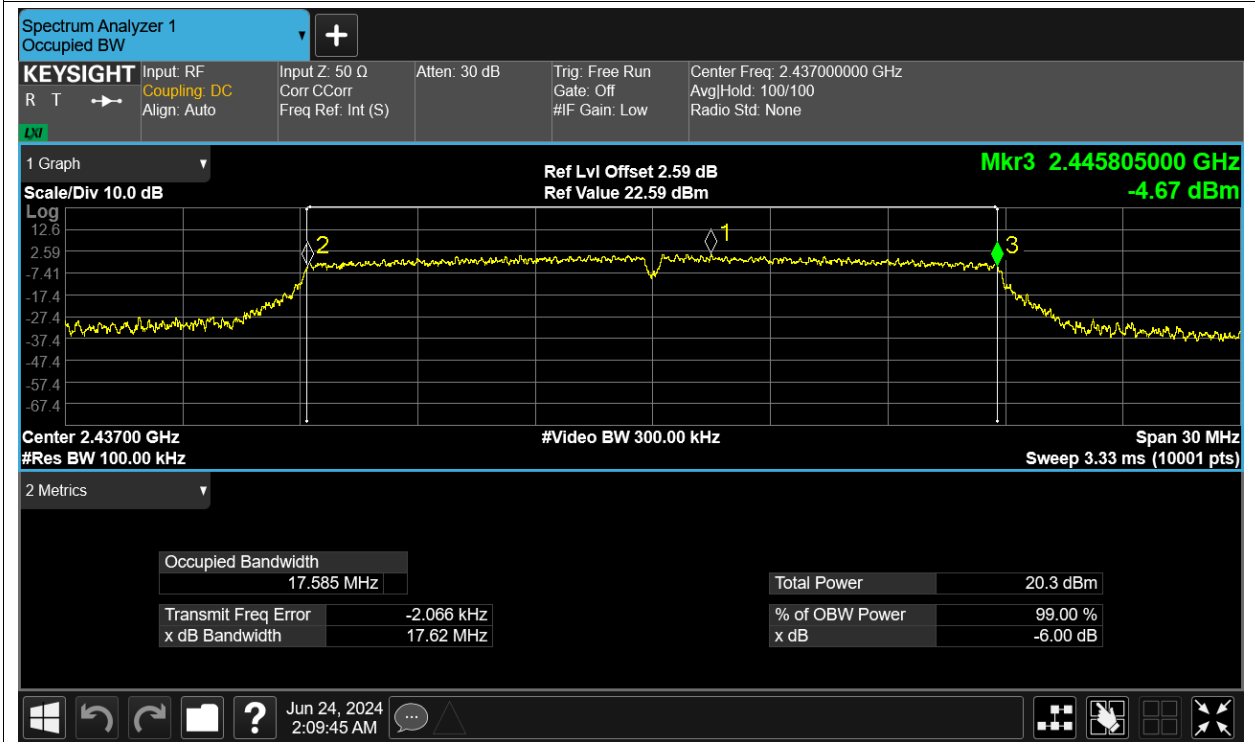 Spectrum Analyzer 1
Occupied BW
KEYSIGHT
R T
LXI
Input: RF
Coupling: DC
Align: Auto
Input Z: 50 Ω
Corr CCorr
Freq Ref: Int (S)
Atten: 30 dB
Trig: Free Run
Gate: Off
#IF Gain: Low
Center Freq: 2.437000000 GHz
Avg|Hold: 100/100
Radio Std: None
1 Graph
Scale/Div 10.0 dB
Ref Lvl Offset 2.59 dB
Ref Value 22.59 dBm
Mkr3 2.445805000 GHz
-4.67 dBm
Log
12.6
2.59
-7.41
-17.4
-27.4
-37.4
-47.4
-57.4
-67.4
2
1
3
Center 2.43700 GHz
#Video BW 300.00 kHz
Span 30 MHz
#Res BW 100.00 kHz
Sweep 3.33 ms (10001 pts)
2 Metrics
Occupied Bandwidth
17.585 MHz
Transmit Freq Error -2.066 kHz
x dB Bandwidth 17.62 MHz
Total Power 20.3 dBm
% of OBW Power 99.00 %
x dB -6.00 dB
?
Jun 24, 2024
2:09:45 AM